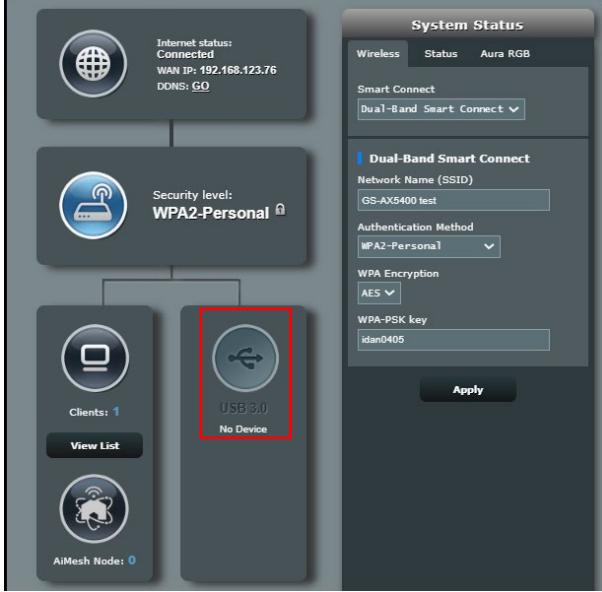 Internet status:
Connected
WAN IP: 192.168.123.76
DDNS: GO
Security level:
WPA2-Personal
Clients: 1
View List
AiMesh Node: 0
USB 3.0
No Device
System Status
Wireless Status Aura RGB
Smart Connect
Dual-Band Smart Connect
Dual-Band Smart Connect
Network Name (SSID)
GS-AX5400 test
Authentication Method
WPA2-Personal
WPA Encryption
AES
WPA-PSK key
idan0405
Apply